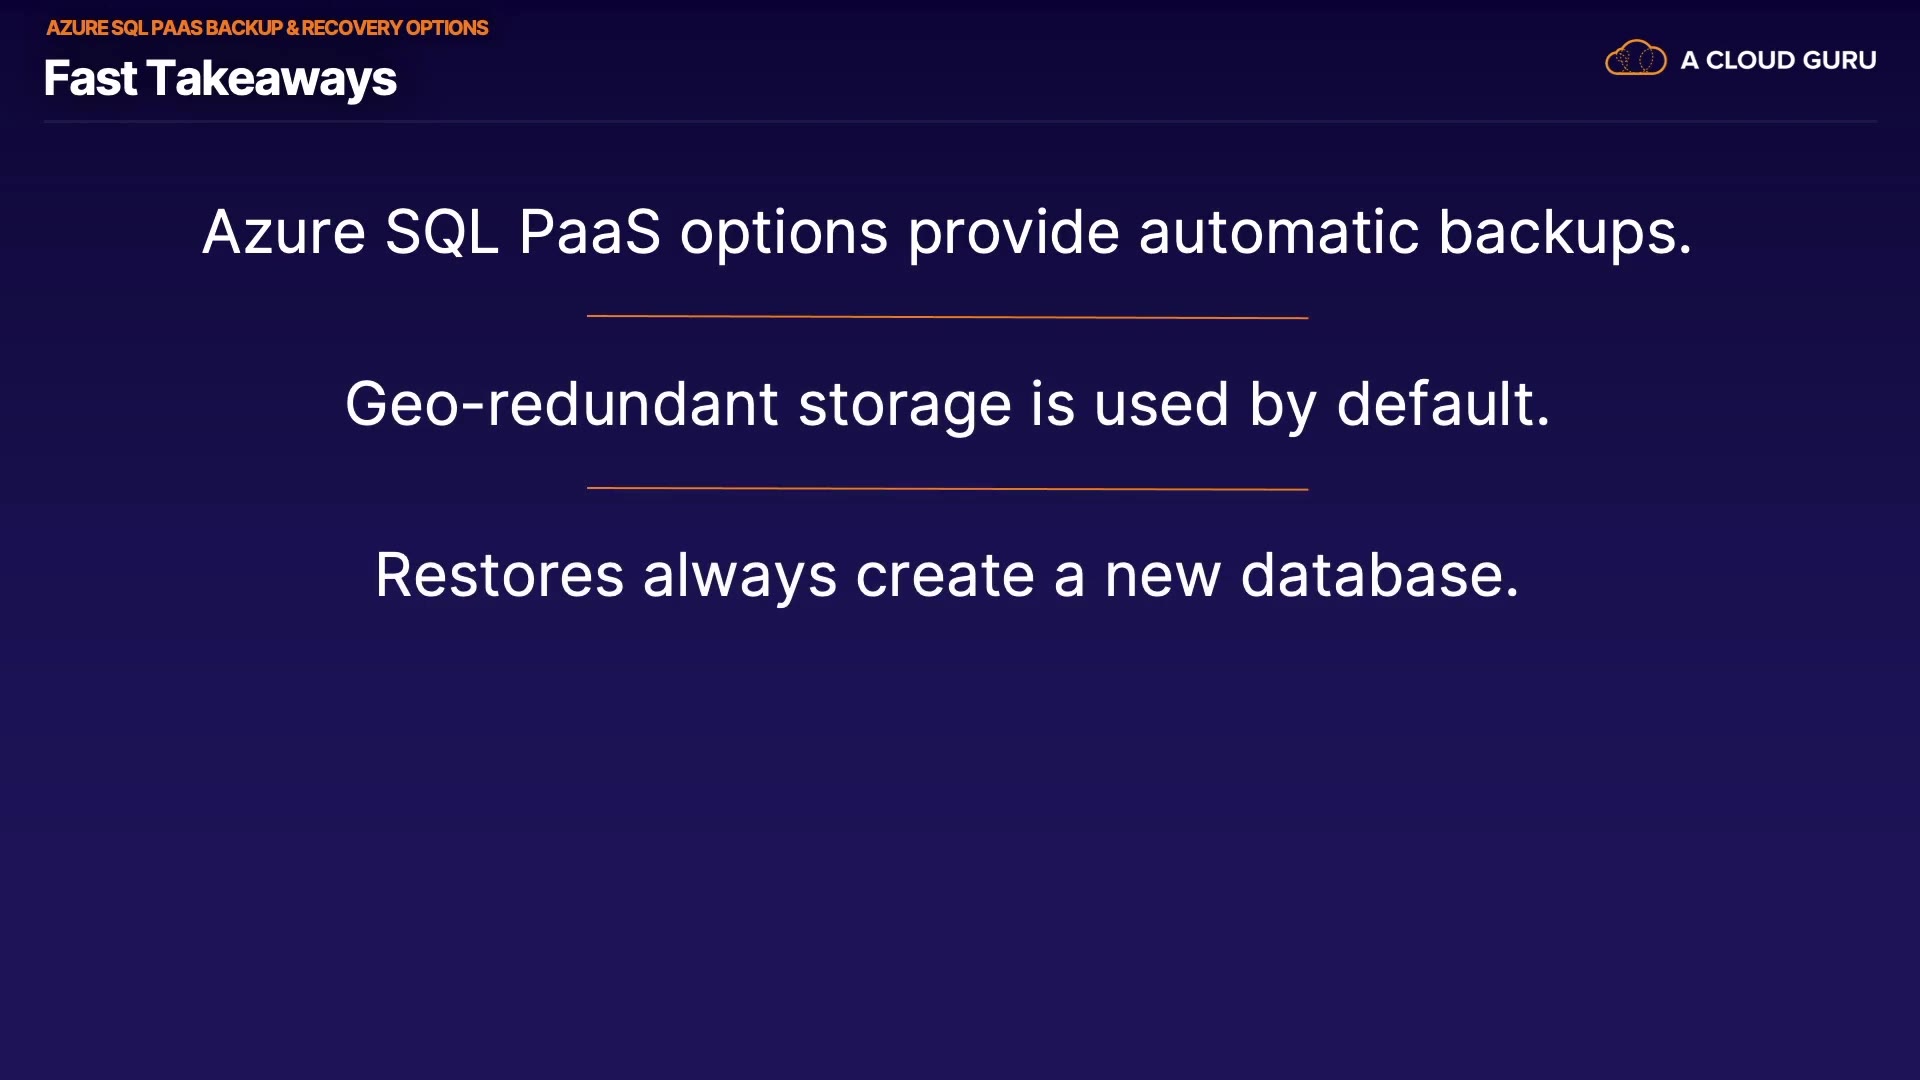 AZURE SQL PAAS BACKUP & RECOVERY OPTIONS
Fast Takeaways
A CLOUD GURU
Azure SQL PaaS options provide automatic backups.
Geo-redundant storage is used by default.
Restores always create a new database.